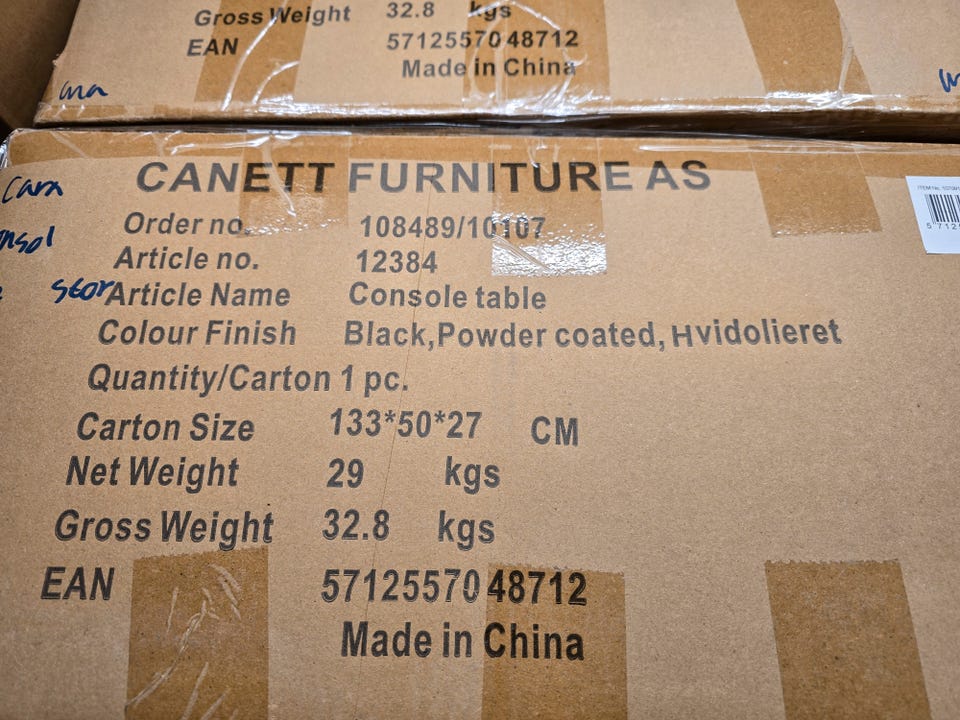 Gross Weight 32.8 kgs
EAN 5712557048712
Made in China
CANETT FURNITURE AS
Cara
Order no. 108489/10107
Article no. 12384
stor
Article Name Console table
Colour Finish Black,Powder coated, Hvidolieret
Quantity/Carton 1 pc.
Carton Size 133*50*27 CM
Net Weight 29 kgs
Gross Weight 32.8 kgs
EAN 5712557048712
Made in China